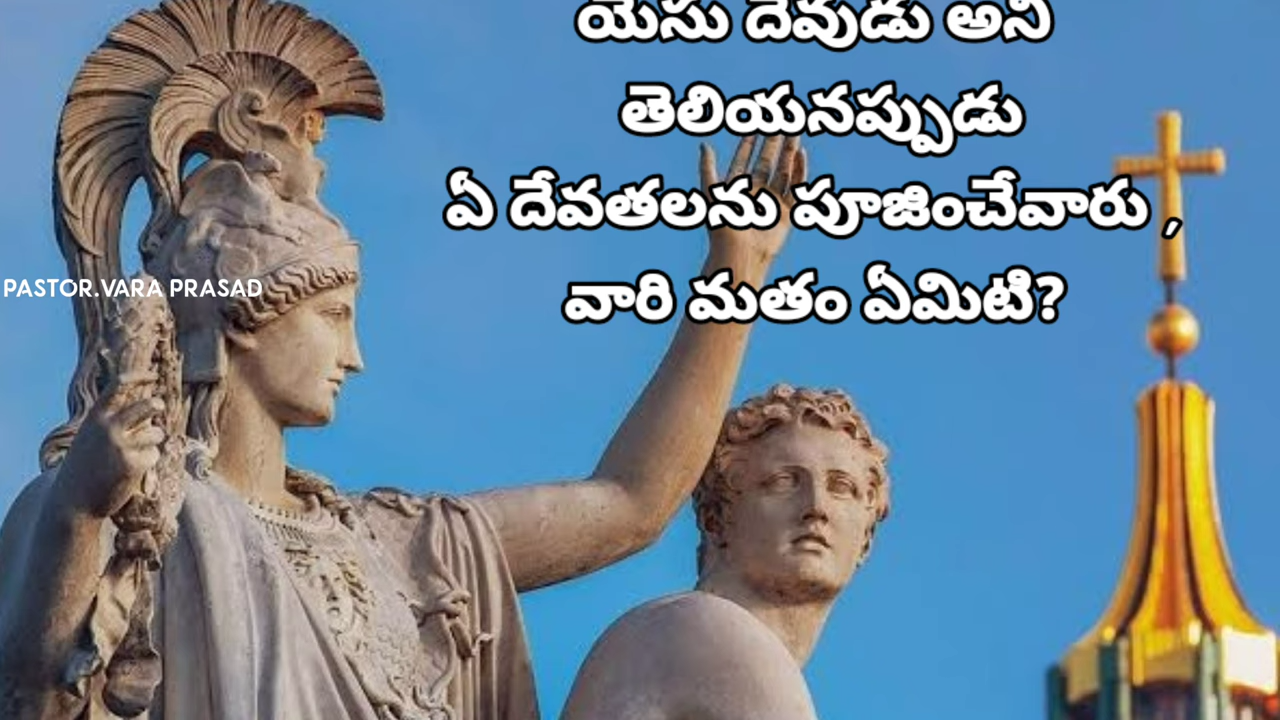 యేసు దేవుడు అని
తెలియనప్పుడు
ఏ దేవతలను పూజించేవారు ,
వారి మతం ఏమిటి?
PASTOR.VARA PRASAD